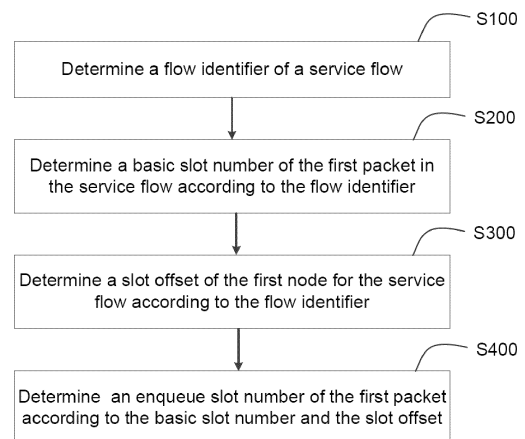 S100
Determine a flow identifier of a service flow
S200
Determine a basic slot number of the first packet in
the service flow according to the flow identifier
S300
Determine a slot offset of the first node for the service
flow according to the flow identifier
S400
Determine an enqueue slot number of the first packet
according to the basic slot number and the slot offset